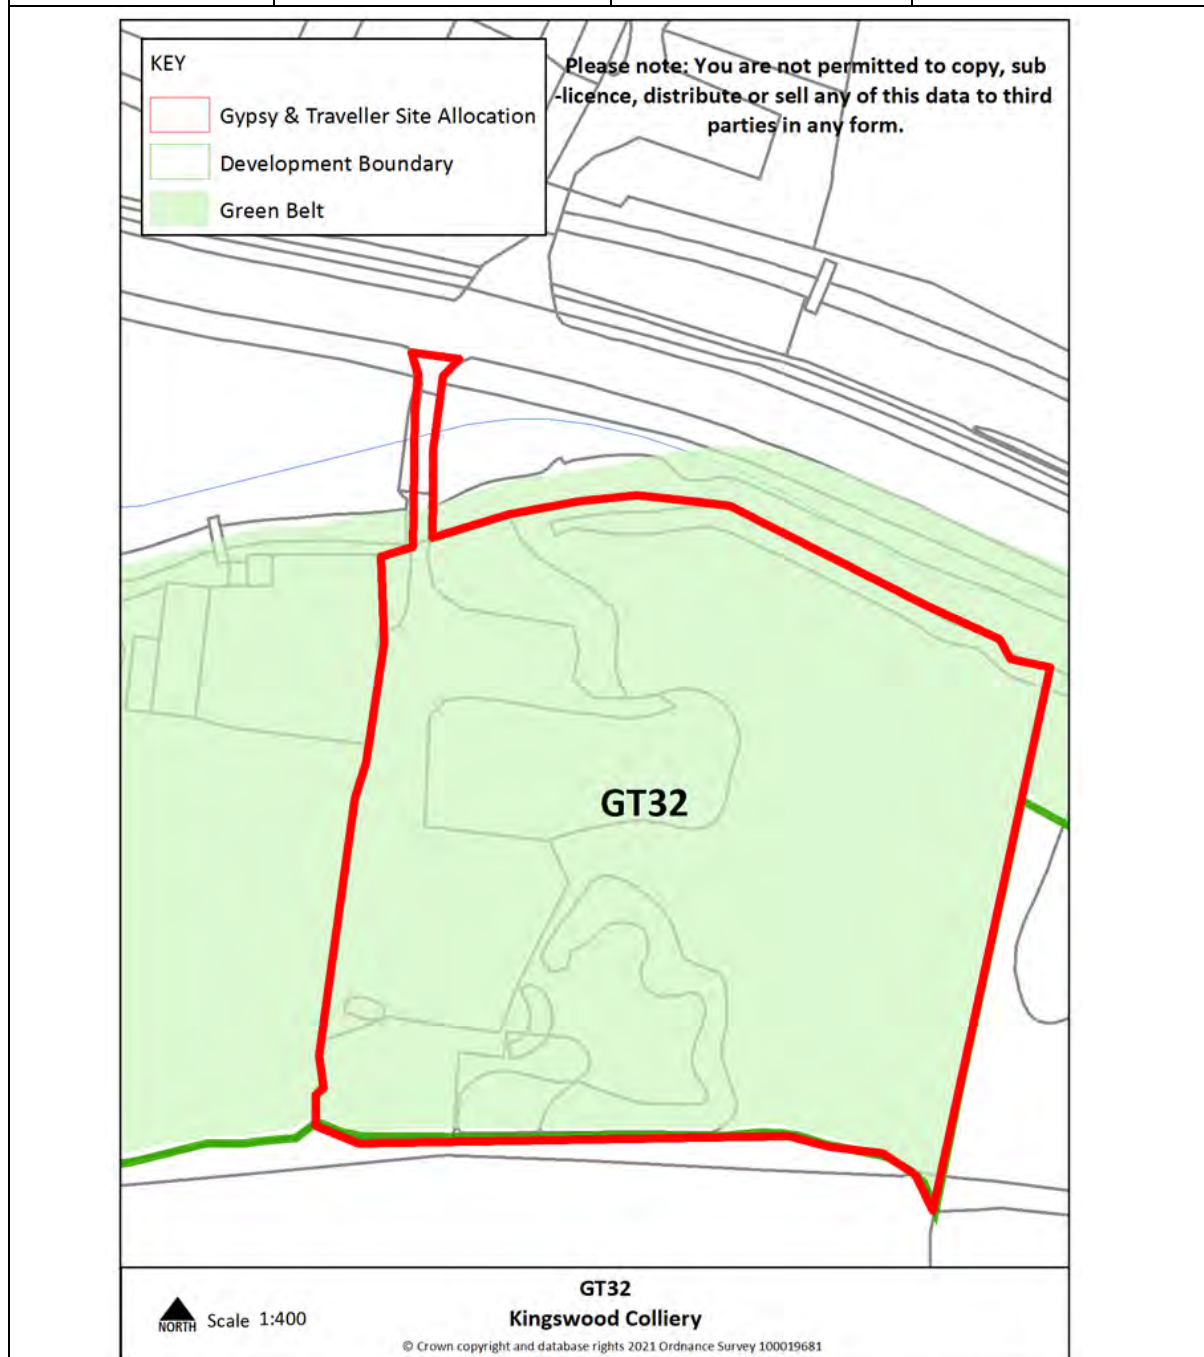 KEY
Gypsy & Traveller Site Allocation
Development Boundary
Green Belt
Please note: You are not permitted to copy, sub
-licence, distribute or sell any of this data to third
parties in any form.
GT32
NORTH Scale 1:400
GT32
Kingswood Colliery
© Crown copyright and database rights 2021 Ordnance Survey 100019681